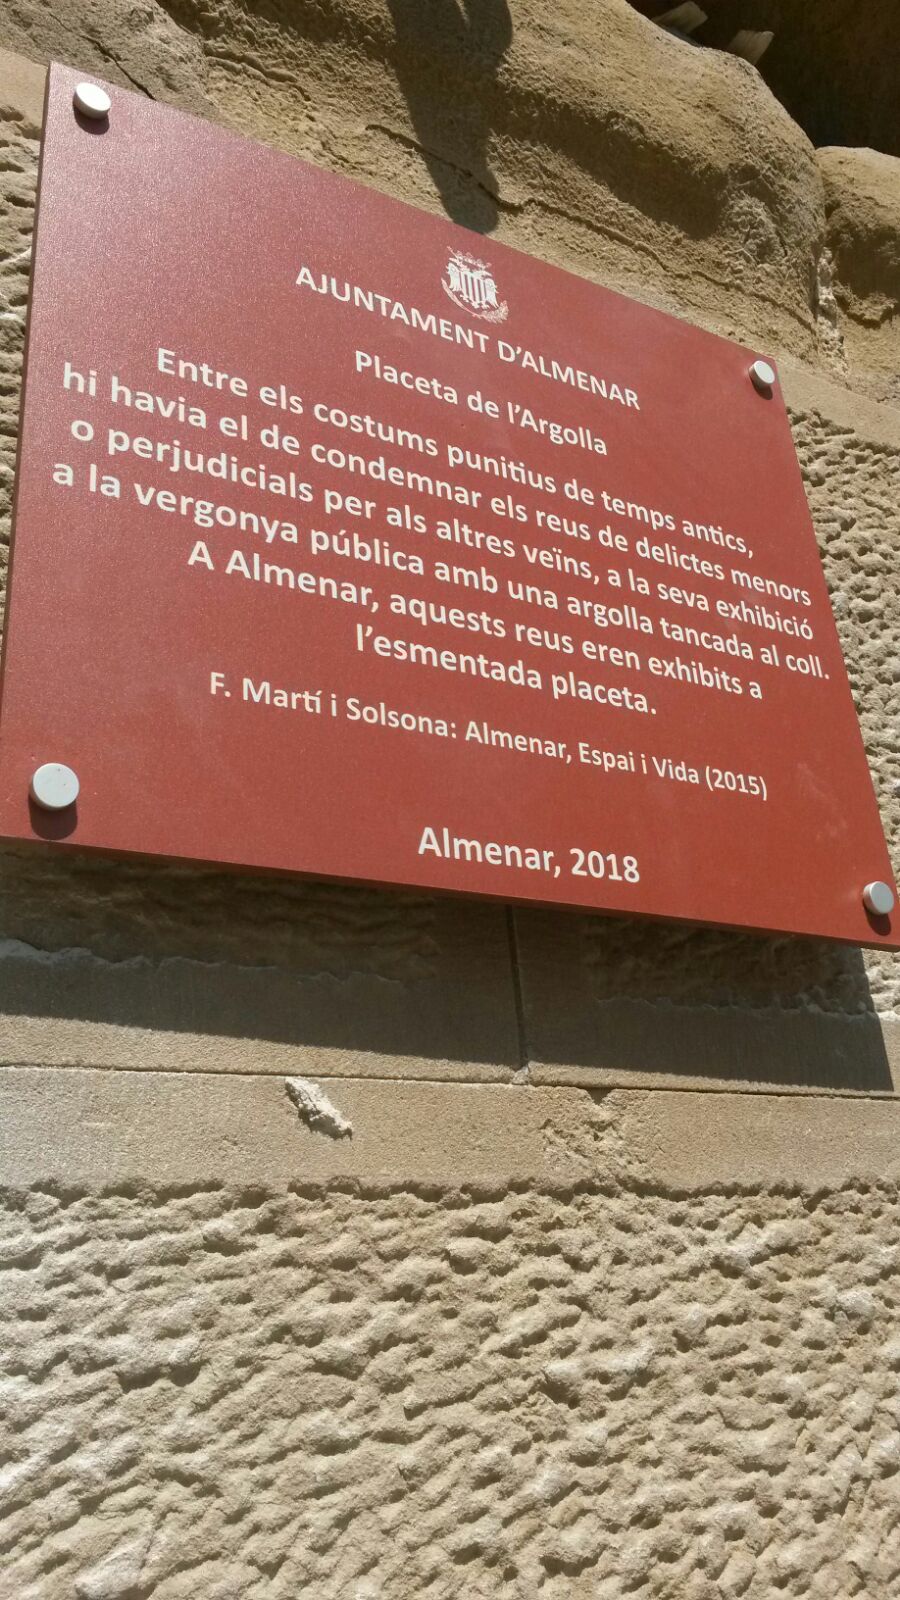 AJUNTAMENT D'ALMENAR
Placeta de l'Argolla
Entre els costums punitius de temps antics,
hi havia el de condemnar els reus de delictes menors
o perjudicials per als altres veïns, a la seva exhibició
a la vergonya pública amb una argolla tancada al coll.
A Almenar, aquests reus eren exhibits a
l'esmentada placeta.
F. Martí i Solsona: Almenar, Espai i Vida (2015)
Almenar, 2018